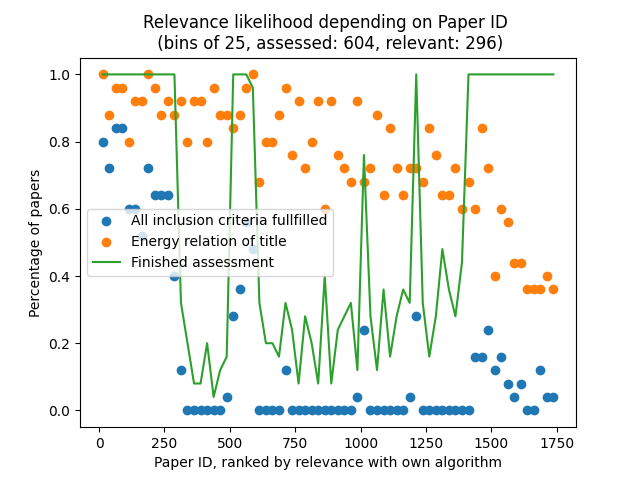 Relevance likelihood depending on Paper ID
(bins of 25, assessed: 604, relevant: 296)
Percentage of papers
1.0
0.8
0.6
0.4
0.2
0.0
All inclusion criteria fullfilled
Energy relation of title
Finished assessment
0 250 500 750 1000 1250 1500 1750
Paper ID, ranked by relevance with own algorithm